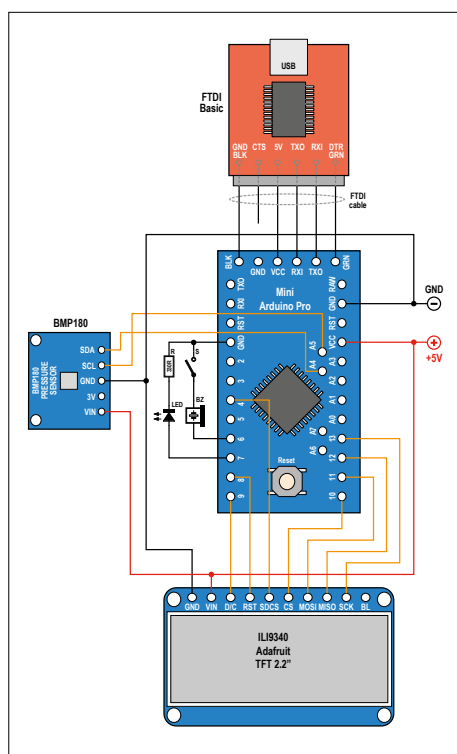 USB
FTDI
Basic
GND CTS 5V TXO RXI DTR
BLK GRN
FTDI
cable
BLK GND VCC RXI TXO GRN
Mini
Arduino Pro
TXO
RXI
RST
GND
2
3
4
5
6
7
8
9
RAW
GND
RST
VCC
A3
A2
A1
A0
13
12
11
10
A5
A4
A7
A6
Reset
GND
+5V
BMP180
BMP180
PRESSURE
SENSOR
SDA
SCL
GND
3V
VIN
R
330R
S
LED
BZ
GND VIN D/C RST SDCS CS MOSI MISO SCK BL
ILI9340
Adafruit
TFT 2.2"